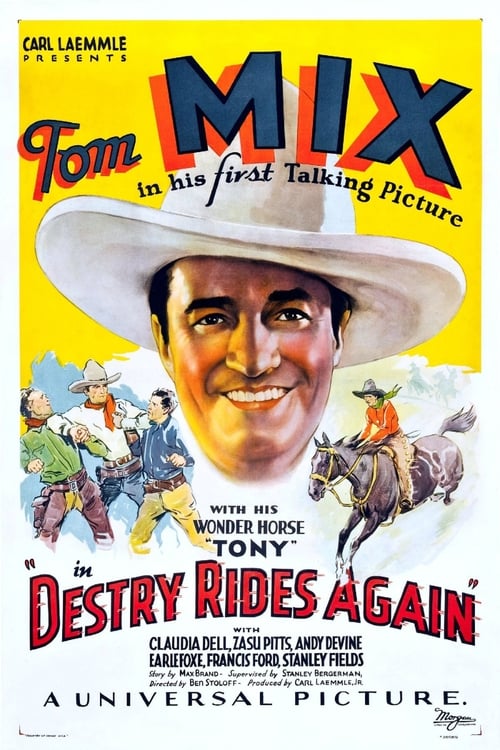 CARL LAEMMLE
PRESENTS
Tom MIX
in his first Talking Picture
WITH HIS
WONDER HORSE
"TONY"
in
"DESTRY RIDES AGAIN"
WITH
CLAUDIA DELL, ZASU PITTS, ANDY DEVINE
EARLE FOXE, FRANCIS FORD, STANLEY FIELDS
Story by MAX BRAND - Supervised by STANLEY BERGERMAN,
Directed by BEN STOLOFF - Produced by CARL LAEMMLE, JR.
A UNIVERSAL PICTURE.
Morgan